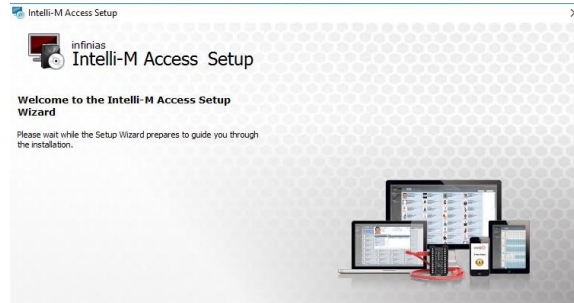 Intelli-M Access Setup
infinias
Intelli-M Access Setup
Welcome to the Intelli-M Access Setup
Wizard
Please wait while the Setup Wizard prepares to guide you through
the installation.